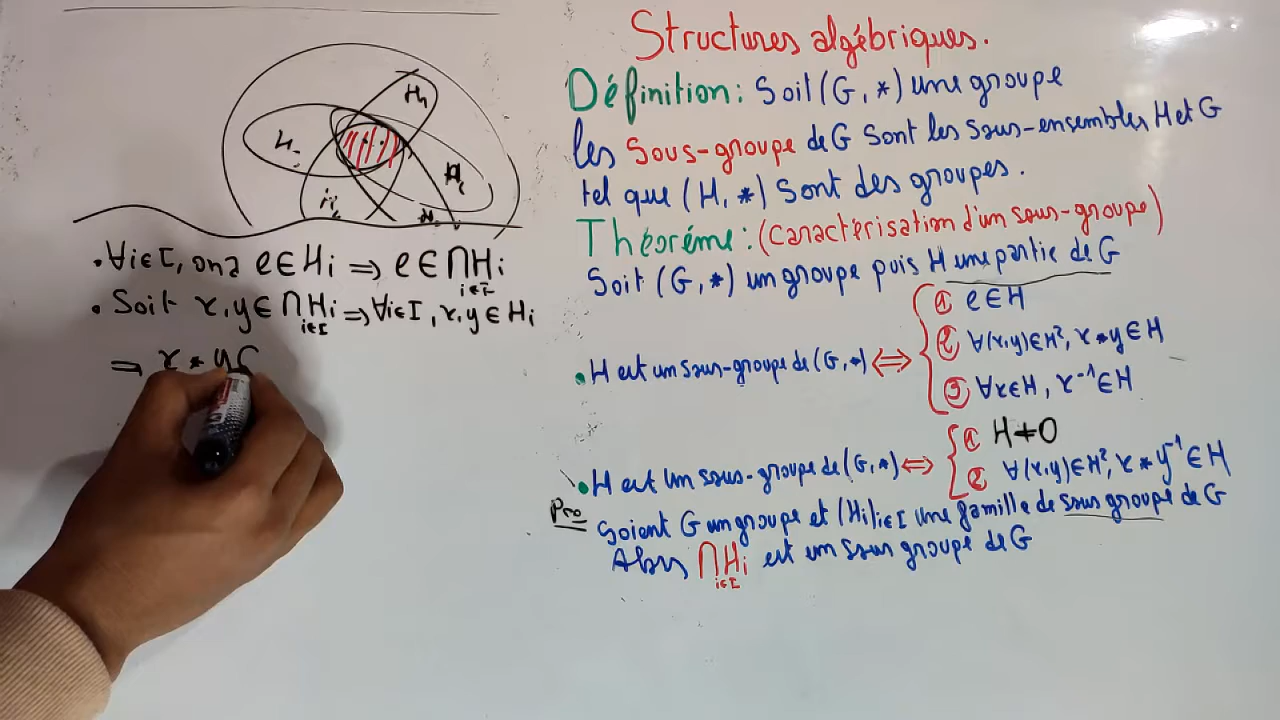 Structures algébriques.
Définition: Soit (G, *) une groupe
les sous-groupe de G sont les sous-ensembles H et G
tel que (H, *) sont des groupes.
Théoréme: (caractérisation d'un sous-groupe)
Soit (G, *) un groupe puis H une partie de G
• H est un sous-groupe de (G, *) ⟺
① e ∈ H
② ∀(x,y) ∈ H², x * y ∈ H
③ ∀x ∈ H, x⁻¹ ∈ H
• H est un sous-groupe de (G, *) ⟺
① H ≠ O
② ∀(x,y) ∈ H², x * y⁻¹ ∈ H
Pro
Soient G un groupe et (Hi)i∈I une famille de sous groupe de G
Alors ⋂Hi i∈I est un sous groupe de G
H1
Hi
• ∀i∈I, on a e ∈ Hi ⟹ e ∈ ⋂Hi i∈I
• Soit x, y ∈ ⋂Hi i∈I ⟹ ∀i∈I, x, y ∈ Hi
⟹ x * y